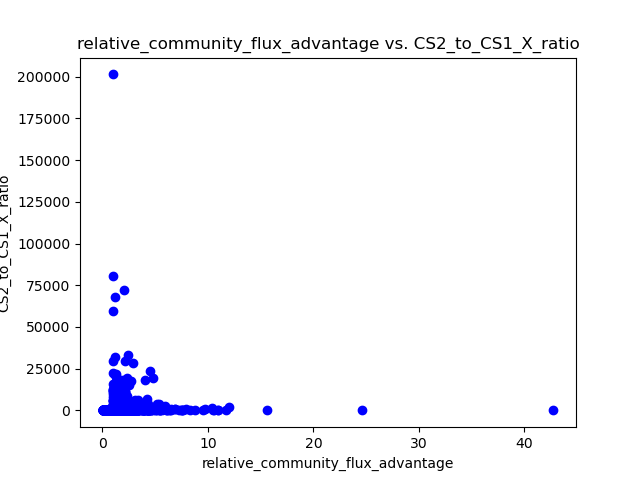 relative_community_flux_advantage vs. CS2_to_CS1_X_ratio
200000
175000
150000
125000
100000
75000
50000
25000
0
CS2_to_CS1_X_ratio
0 10 20 30 40
relative_community_flux_advantage